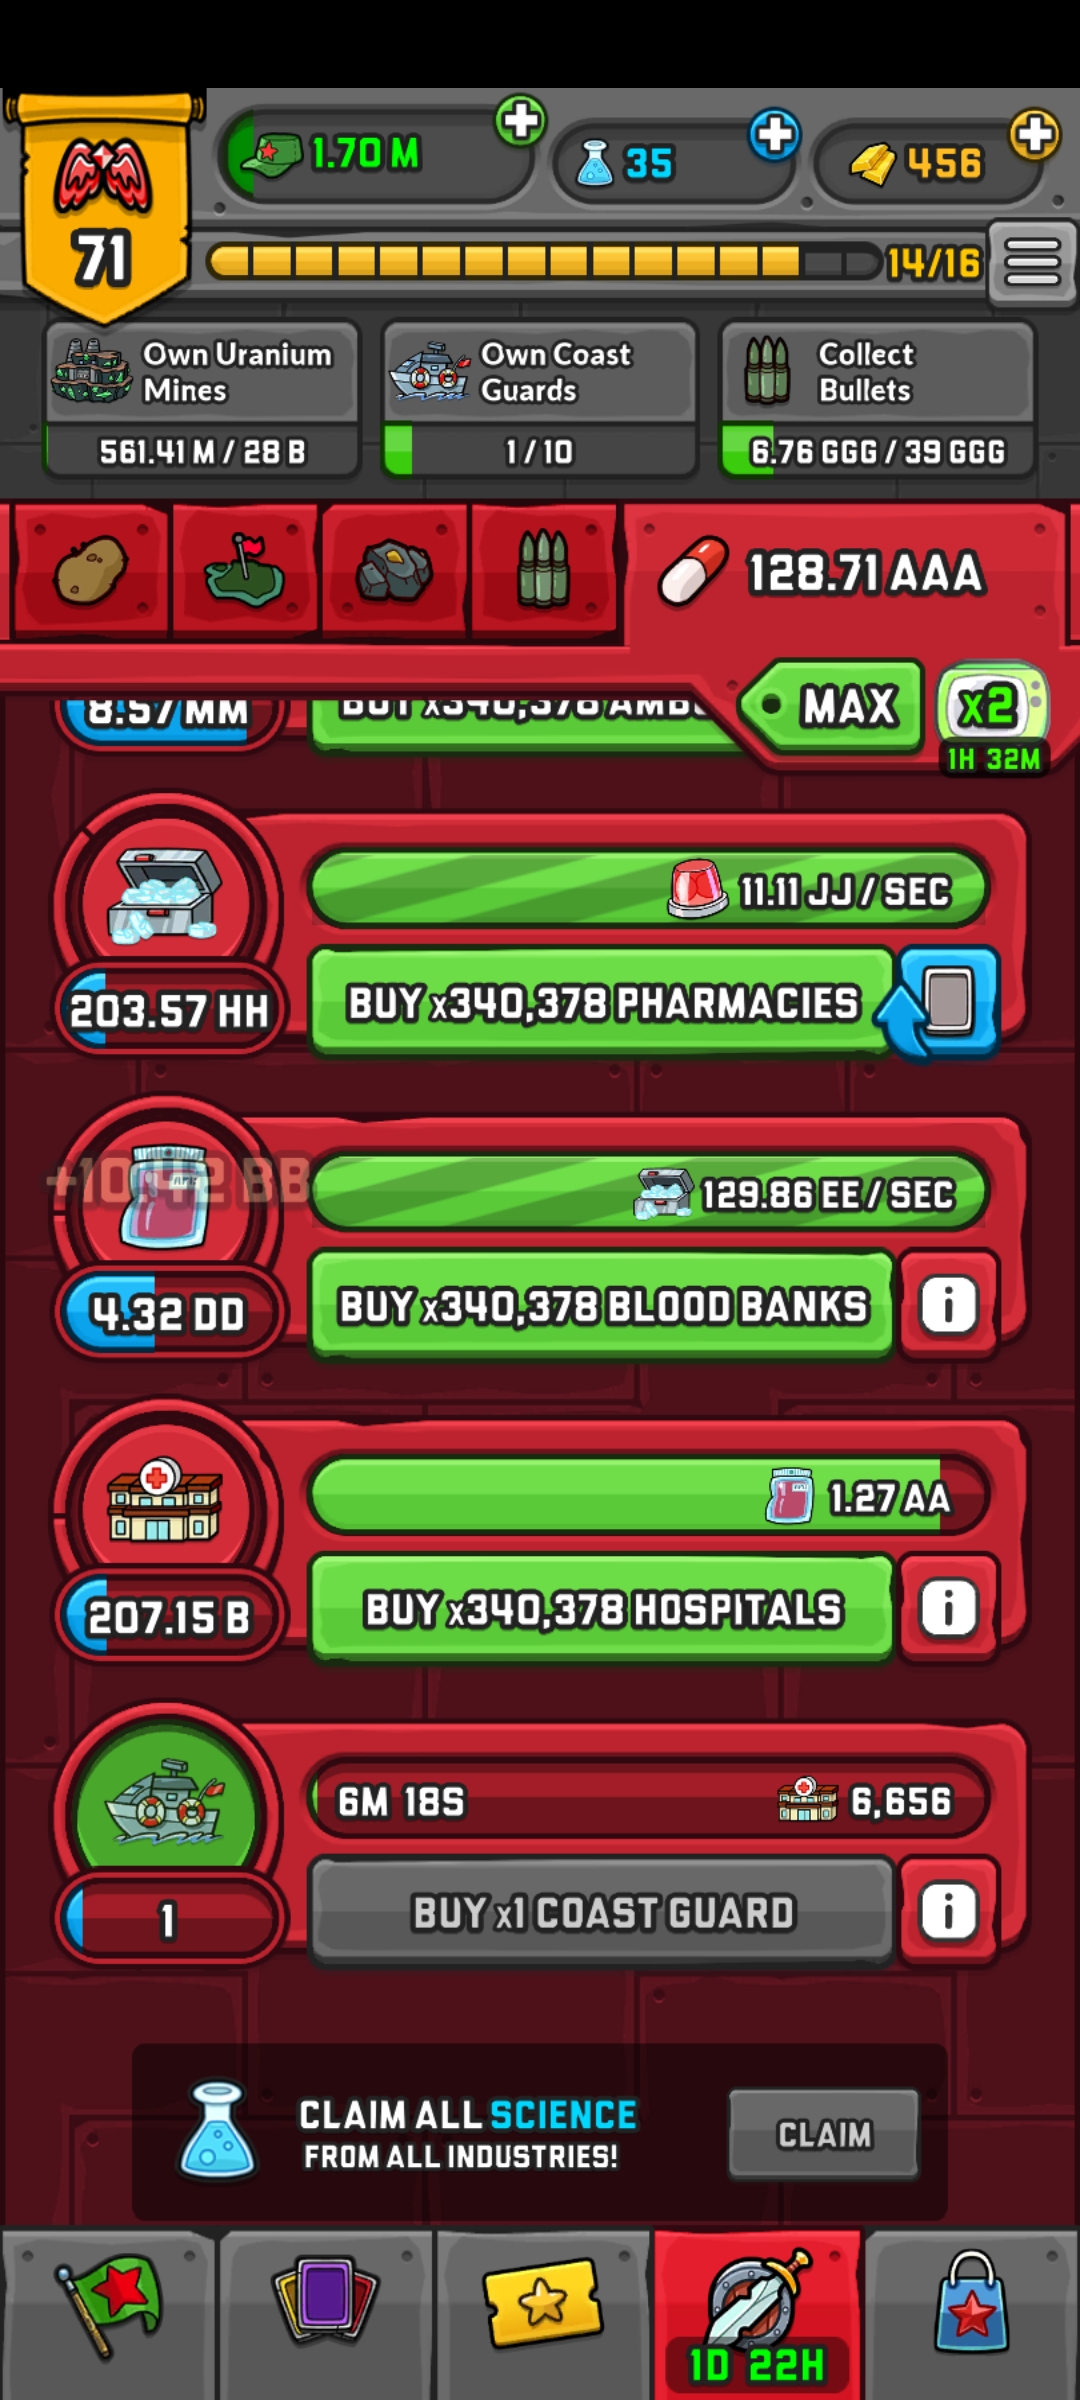 71
1.70 M
35
456
14/16
Own Uranium
Mines
561.41 M / 28 B
Own Coast
Guards
1 / 10
Collect
Bullets
6.76 GGG / 39 GGG
128.71 AAA
MAX
x2
1H 32M
8.57 MM
BUY x340,378
11.11 JJ / SEC
203.57 HH
BUY x340,378 PHARMACIES
+10.42 BB
129.86 EE / SEC
4.32 DD
BUY x340,378 BLOOD BANKS
i
1.27 AA
207.15 B
BUY x340,378 HOSPITALS
i
6M 18S
6,656
1
BUY x1 COAST GUARD
i
CLAIM ALL SCIENCE
FROM ALL INDUSTRIES!
CLAIM
1D 22H